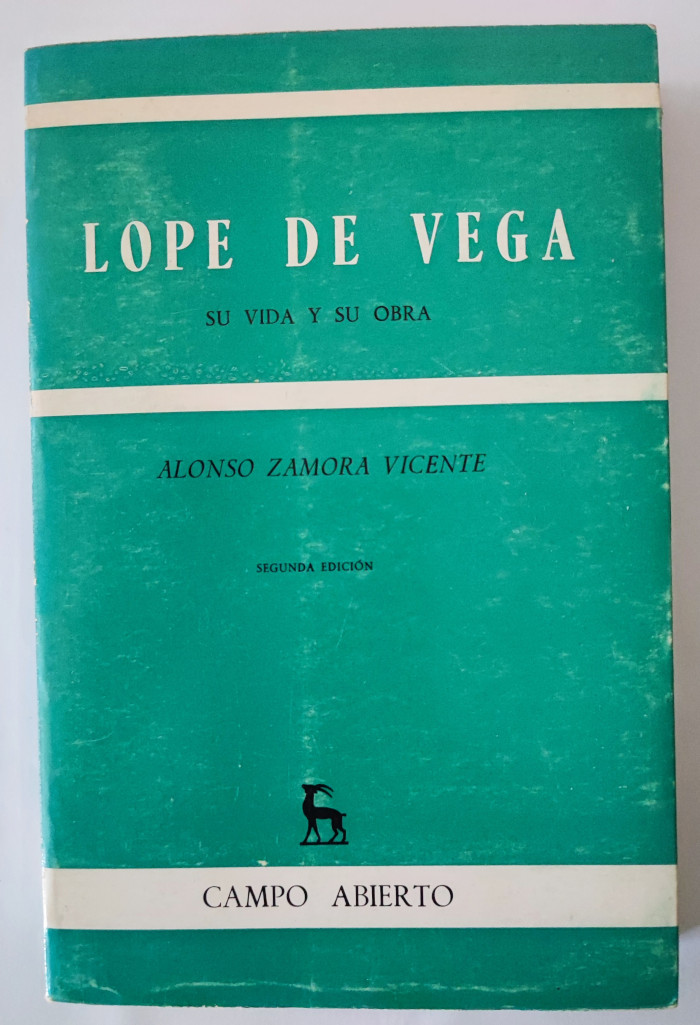 LOPE DE VEGA
SU VIDA Y SU OBRA
ALONSO ZAMORA VICENTE
SEGUNDA EDICIÓN
CAMPO ABIERTO